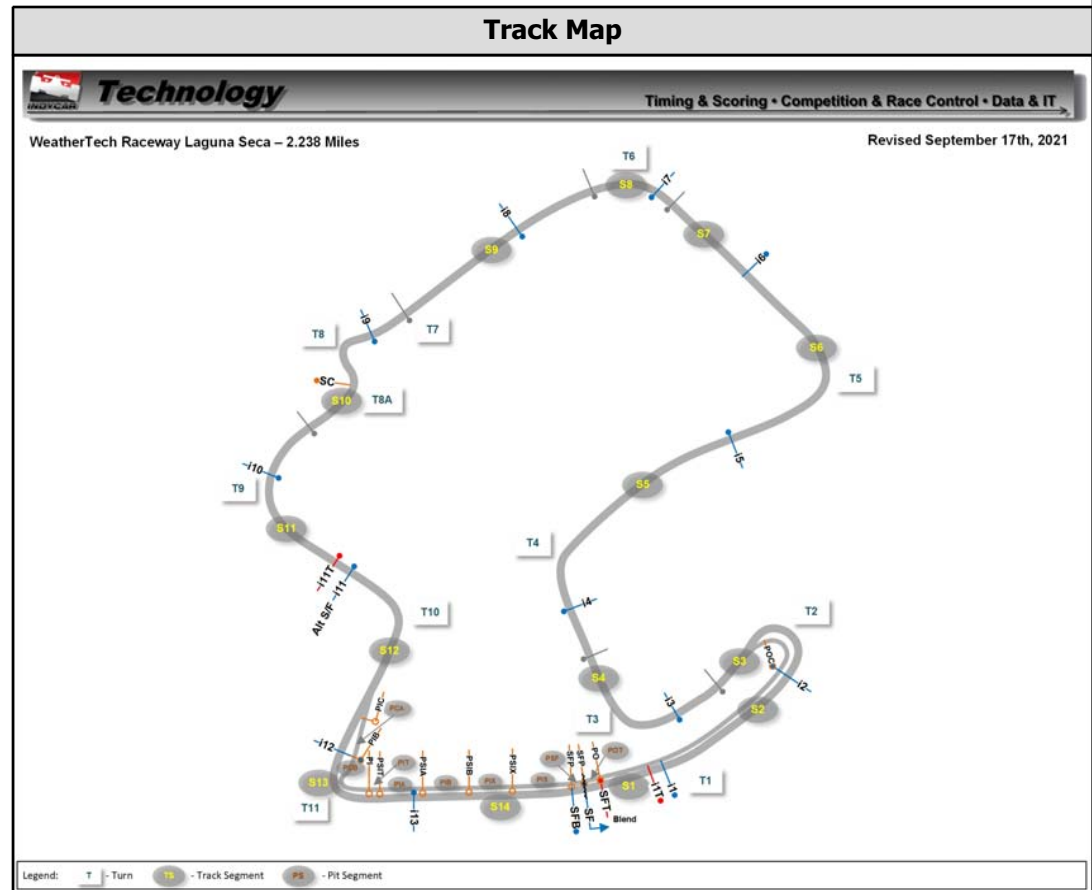 Track Map
INDYCAR
Technology
Timing & Scoring • Competition & Race Control • Data & IT
WeatherTech Raceway Laguna Seca – 2.238 Miles
Revised September 17th, 2021
T6
S8
i7
i8
S7
S9
i6
i9
T7
T8
S6
SC
T5
S10
T8A
i5
i10
S5
T9
S11
T4
i11T
i11
Alt S/F
i4
T10
T2
S12
S3
POC
i2
S4
i3
S2
PIC
PCA
T3
PIB
i12
PI
PSIT
PIT
PSIA
PSIB
PSIX
PSF
SFP
SFP
PO
POT
T1
S13
S1
T11
i13
S14
SFB
SF
SFT
i1T
i1
Blend
Legend: T - Turn TS - Track Segment PS - Pit Segment